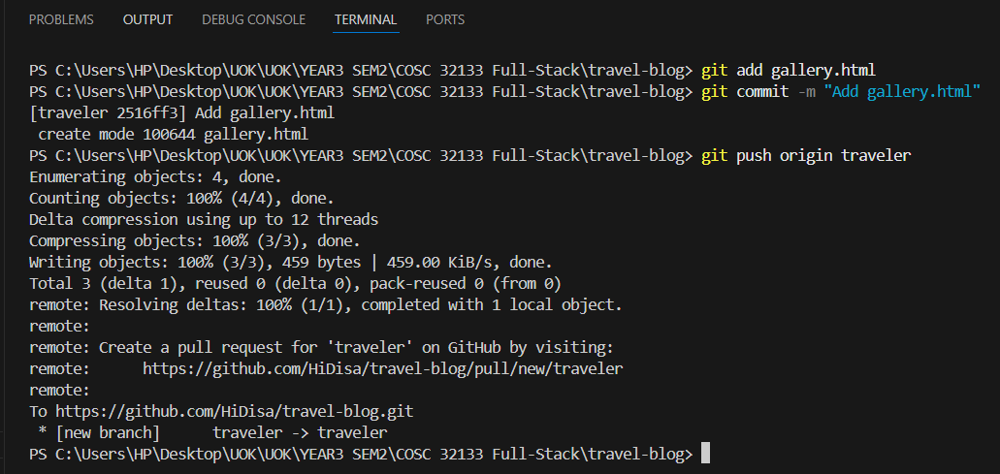 PROBLEMS OUTPUT DEBUG CONSOLE TERMINAL PORTS
PS C:\Users\HP\Desktop\UOK\UOK\YEAR3 SEM2\COSC 32133 Full-Stack\travel-blog> git add gallery.html
PS C:\Users\HP\Desktop\UOK\UOK\YEAR3 SEM2\COSC 32133 Full-Stack\travel-blog> git commit -m "Add gallery.html"
[traveler 2516ff3] Add gallery.html
 create mode 100644 gallery.html
PS C:\Users\HP\Desktop\UOK\UOK\YEAR3 SEM2\COSC 32133 Full-Stack\travel-blog> git push origin traveler
Enumerating objects: 4, done.
Counting objects: 100% (4/4), done.
Delta compression using up to 12 threads
Compressing objects: 100% (3/3), done.
Writing objects: 100% (3/3), 459 bytes | 459.00 KiB/s, done.
Total 3 (delta 1), reused 0 (delta 0), pack-reused 0 (from 0)
remote: Resolving deltas: 100% (1/1), completed with 1 local object.
remote:
remote: Create a pull request for 'traveler' on GitHub by visiting:
remote:      https://github.com/HiDisa/travel-blog/pull/new/traveler
remote:
To https://github.com/HiDisa/travel-blog.git
 * [new branch]      traveler -> traveler
PS C:\Users\HP\Desktop\UOK\UOK\YEAR3 SEM2\COSC 32133 Full-Stack\travel-blog>